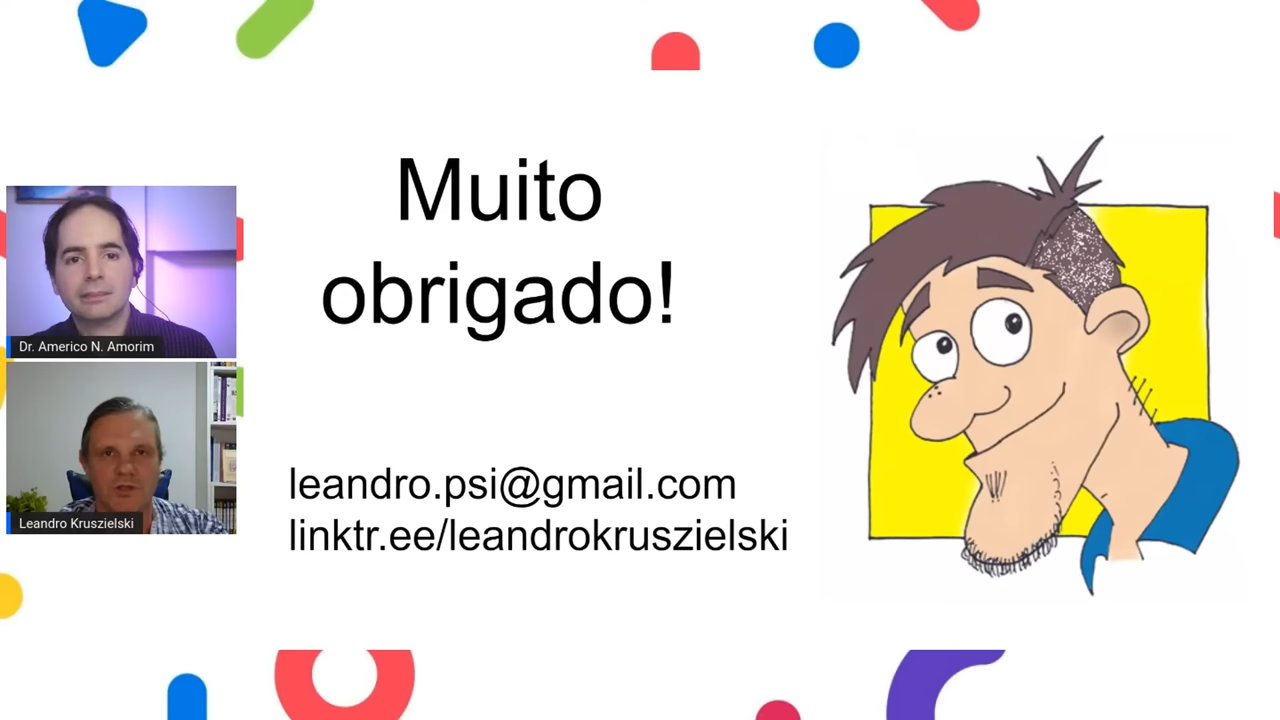 Muito
obrigado!
Dr. Americo N. Amorim
Leandro Kruszielski
leandro.psi@gmail.com
linktr.ee/leandrokruszielski